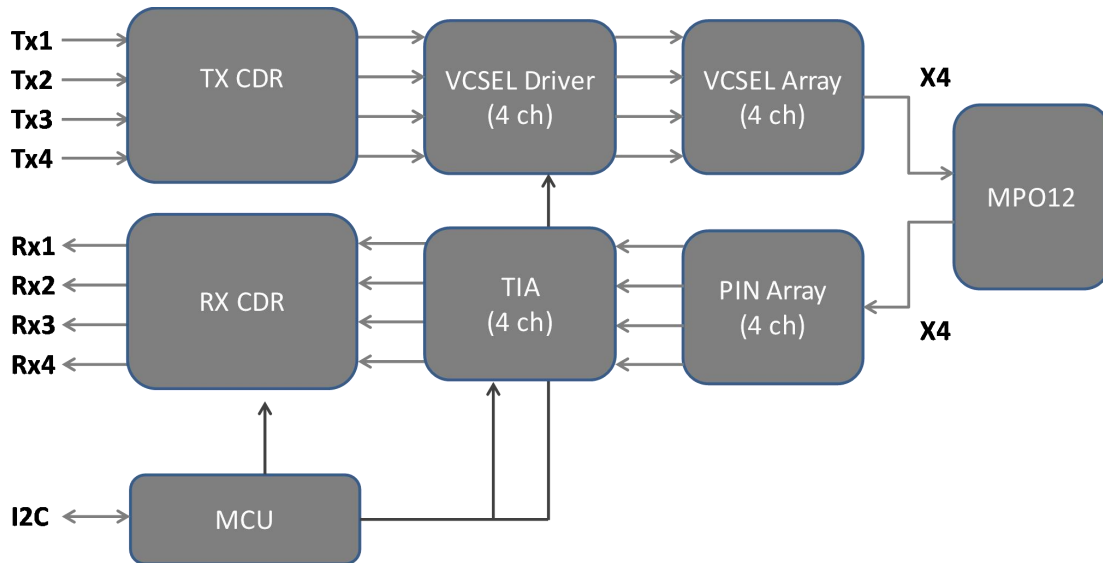 Tx1
Tx2
Tx3
Tx4
TX CDR
VCSEL Driver
(4 ch)
VCSEL Array
(4 ch)
X4
MPO12
Rx1
Rx2
Rx3
Rx4
RX CDR
TIA
(4 ch)
PIN Array
(4 ch)
X4
I2C
MCU